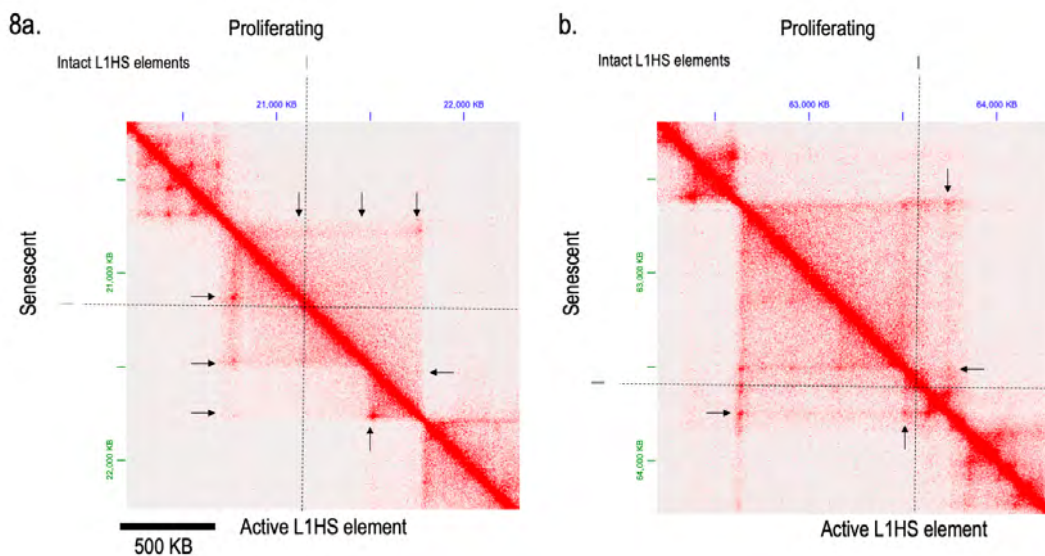 8a.
Proliferating
Intact L1HS elements
21,000 KB
22,000 KB
Senescent
21,000 KB
22,000 KB
Active L1HS element
500 KB
b.
Proliferating
Intact L1HS elements
63,000 KB
64,000 KB
Senescent
63,000 KB
64,000 KB
Active L1HS element